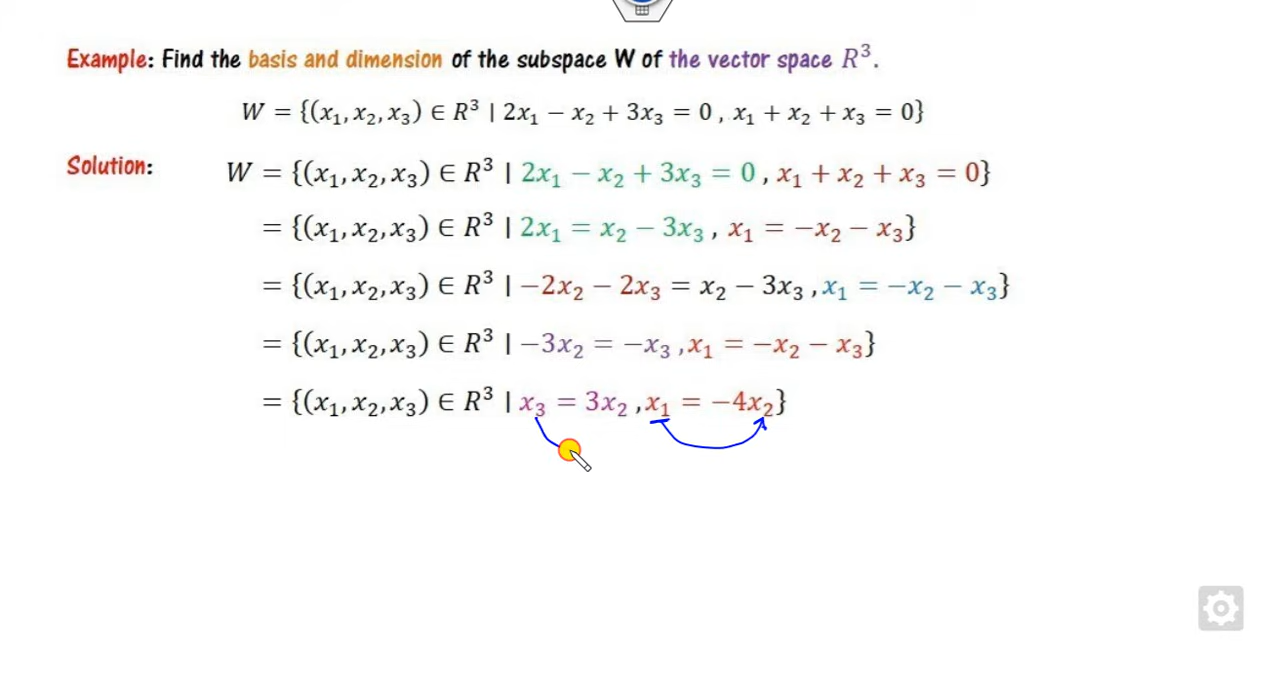 Example: Find the basis and dimension of the subspace W of the vector space R³.
W = {(x₁, x₂, x₃) ∈ R³ | 2x₁ − x₂ + 3x₃ = 0 , x₁ + x₂ + x₃ = 0}
Solution: W = {(x₁, x₂, x₃) ∈ R³ | 2x₁ − x₂ + 3x₃ = 0 , x₁ + x₂ + x₃ = 0}
= {(x₁, x₂, x₃) ∈ R³ | 2x₁ = x₂ − 3x₃ , x₁ = −x₂ − x₃}
= {(x₁, x₂, x₃) ∈ R³ | −2x₂ − 2x₃ = x₂ − 3x₃ , x₁ = −x₂ − x₃}
= {(x₁, x₂, x₃) ∈ R³ | −3x₂ = −x₃ , x₁ = −x₂ − x₃}
= {(x₁, x₂, x₃) ∈ R³ | x₃ = 3x₂ , x₁ = −4x₂}